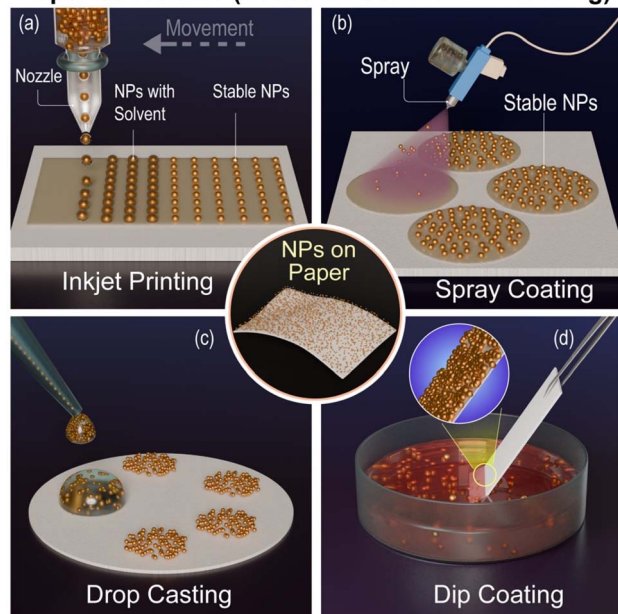 (a)
Movement
Nozzle
NPs with
Solvent
Stable NPs
Inkjet Printing
(b)
Spray
Stable NPs
Spray Coating
NPs on
Paper
(c)
Drop Casting
(d)
Dip Coating